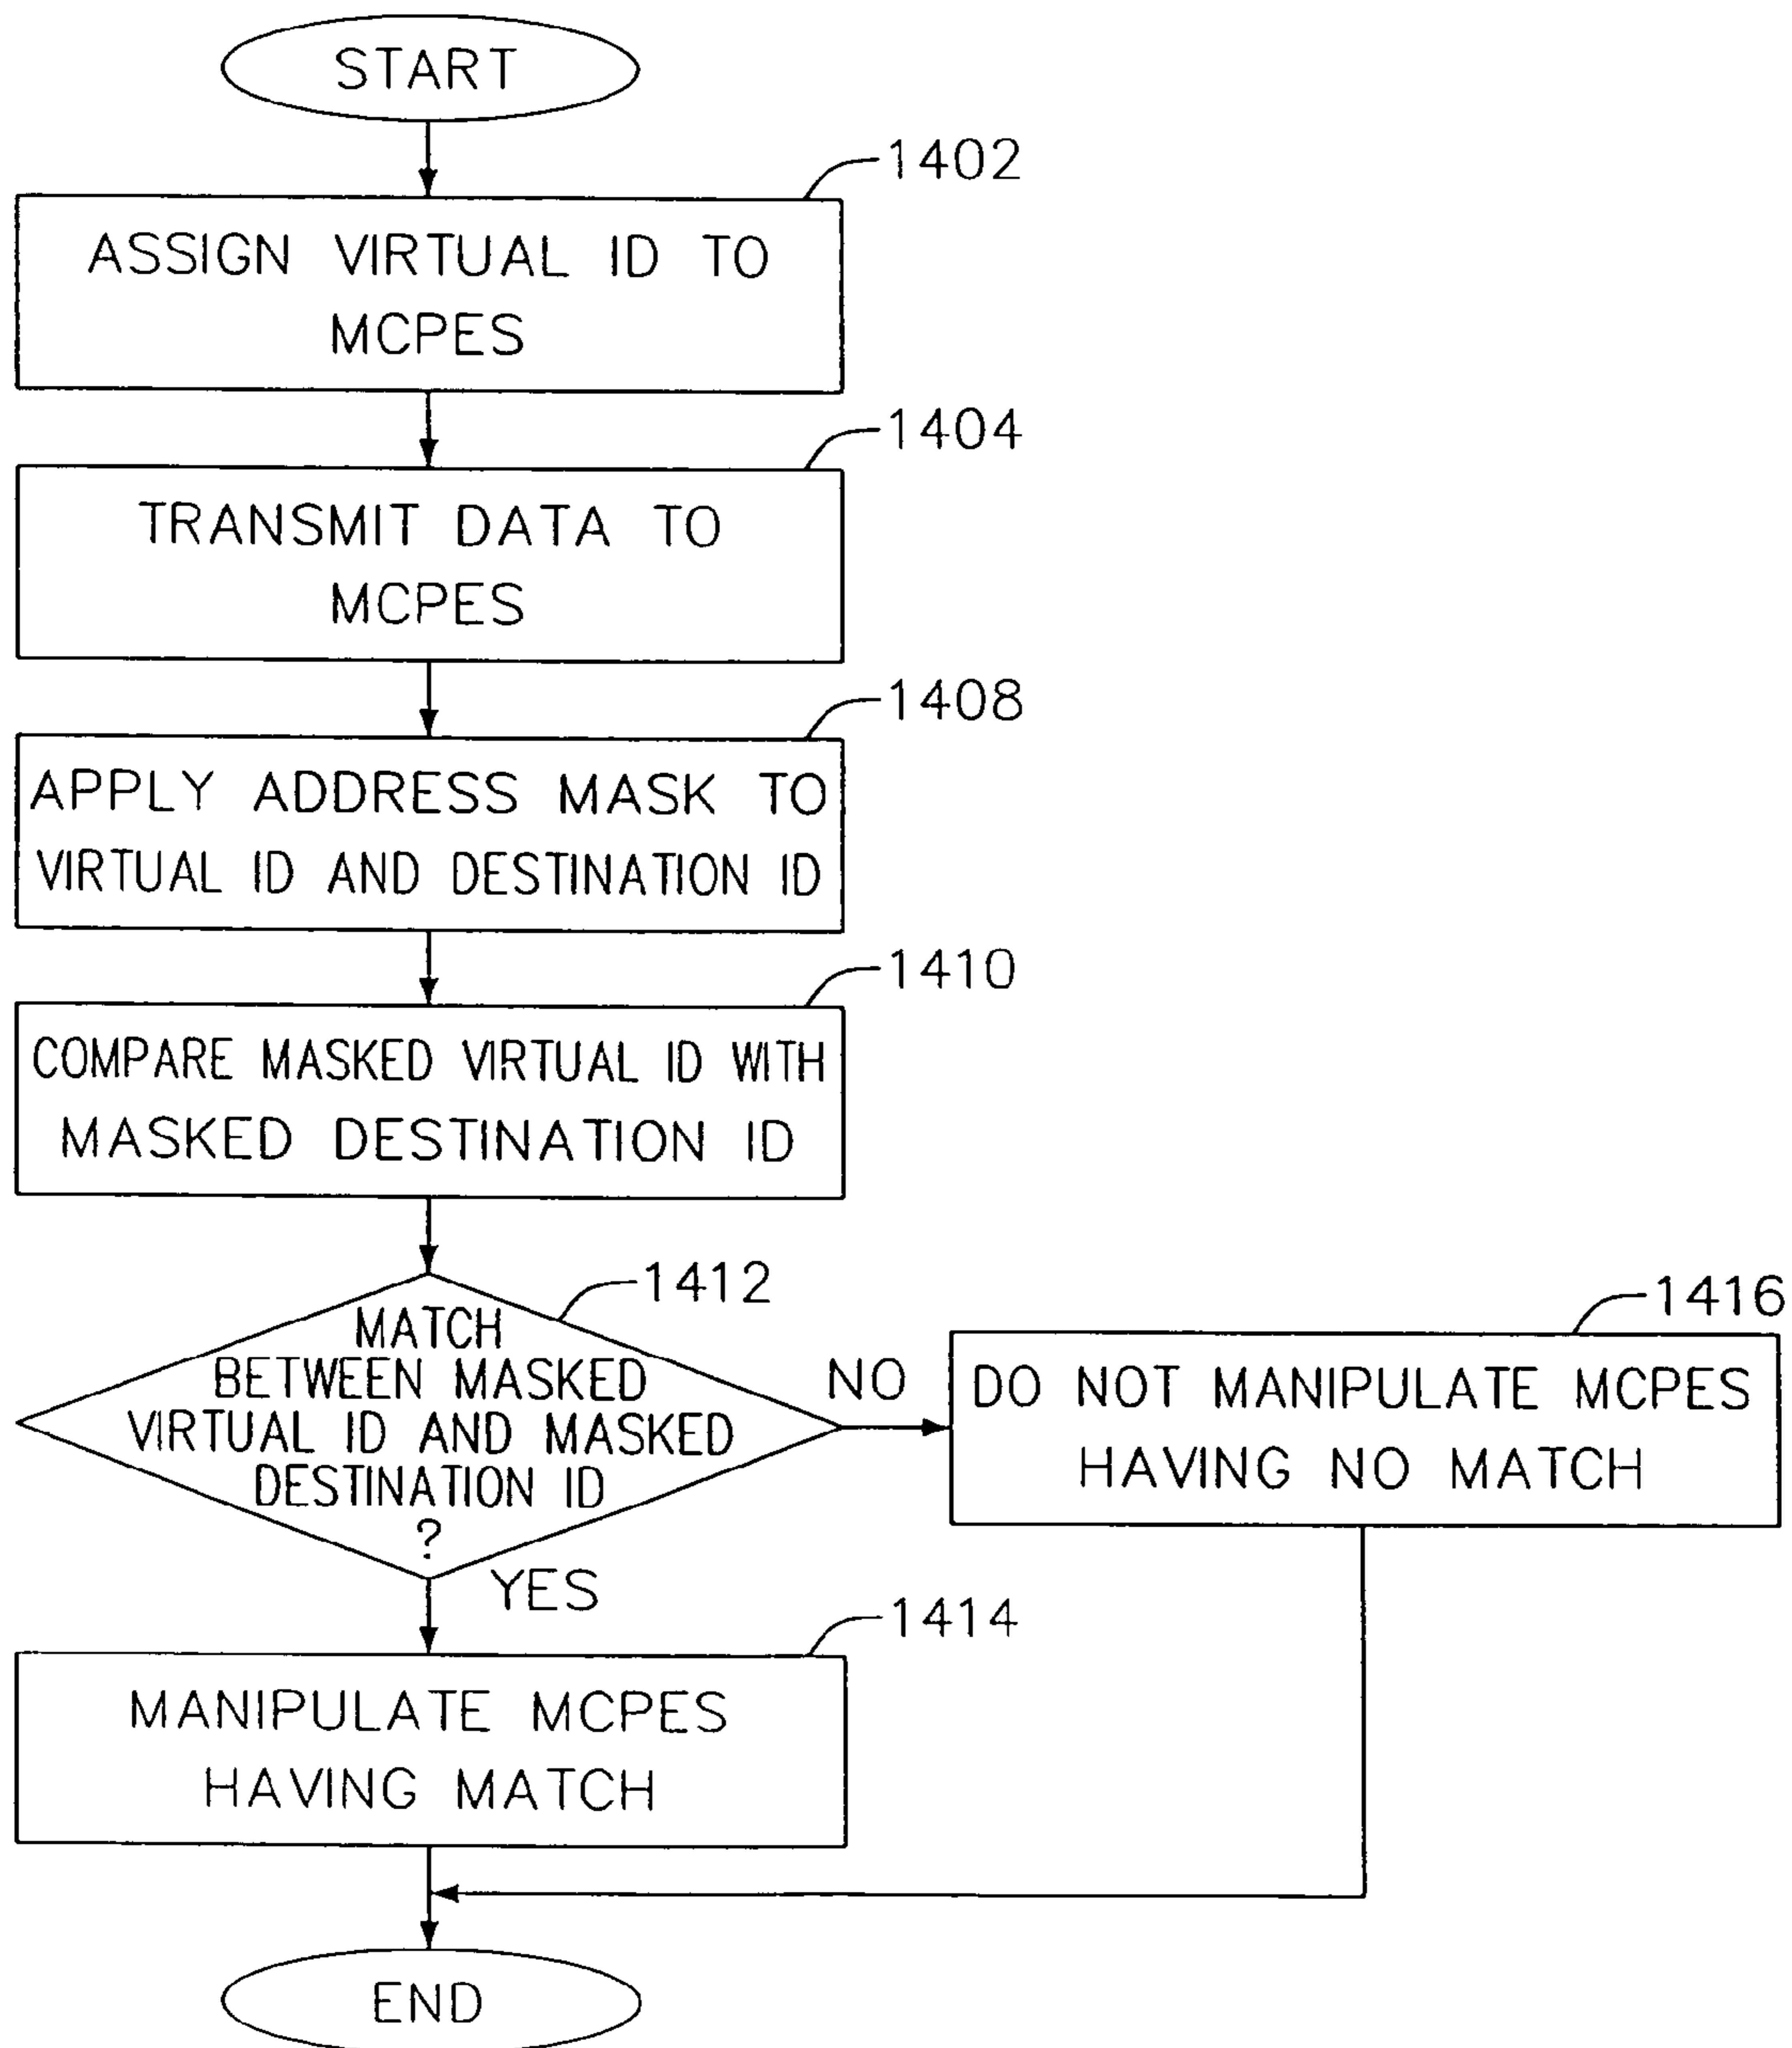 START
1402
ASSIGN VIRTUAL ID TO
MCPES
1404
TRANSMIT DATA TO
MCPES
1408
APPLY ADDRESS MASK TO
VIRTUAL ID AND DESTINATION ID
1410
COMPARE MASKED VIRTUAL ID WITH
MASKED DESTINATION ID
1412
MATCH
BETWEEN MASKED
VIRTUAL ID AND MASKED
DESTINATION ID
?
NO
1416
DO NOT MANIPULATE MCPES
HAVING NO MATCH
YES
1414
MANIPULATE MCPES
HAVING MATCH
END